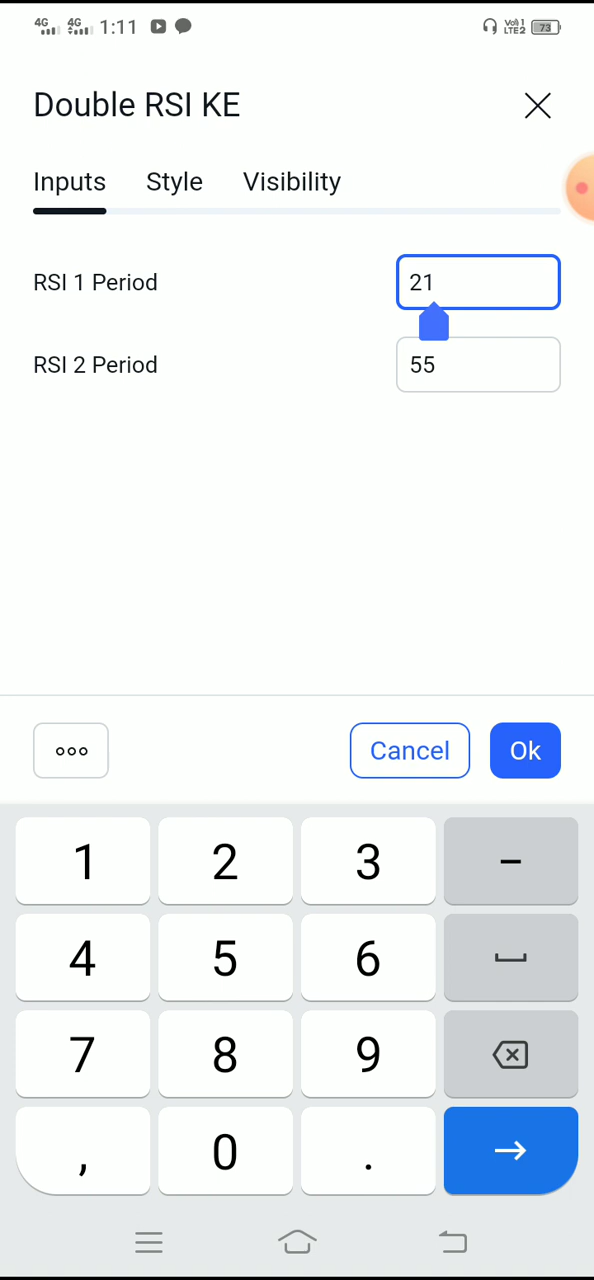 4G 4G 1:11 VoI) 1 LTE2 73
Double RSI KE
Inputs Style Visibility
RSI 1 Period 21
RSI 2 Period 55
Cancel Ok
1 2 3 –
4 5 6
7 8 9
, 0 .